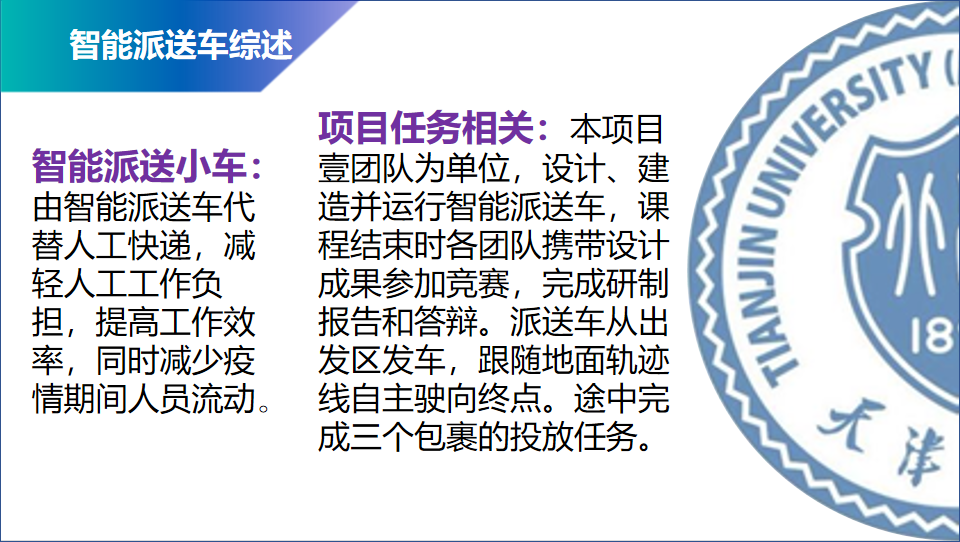 智能派送车综述
智能派送小车：
由智能派送车代
替人工快递，减
轻人工工作负
担，提高工作效
率，同时减少疫
情期间人员流动。
项目任务相关：本项目
壹团队为单位，设计、建
造并运行智能派送车，课
程结束时各团队携带设计
成果参加竞赛，完成研制
报告和答辩。派送车从出
发区发车，跟随地面轨迹
线自主驶向终点。途中完
成三个包裹的投放任务。
TIANJIN UNIVERSITY (
18
天津